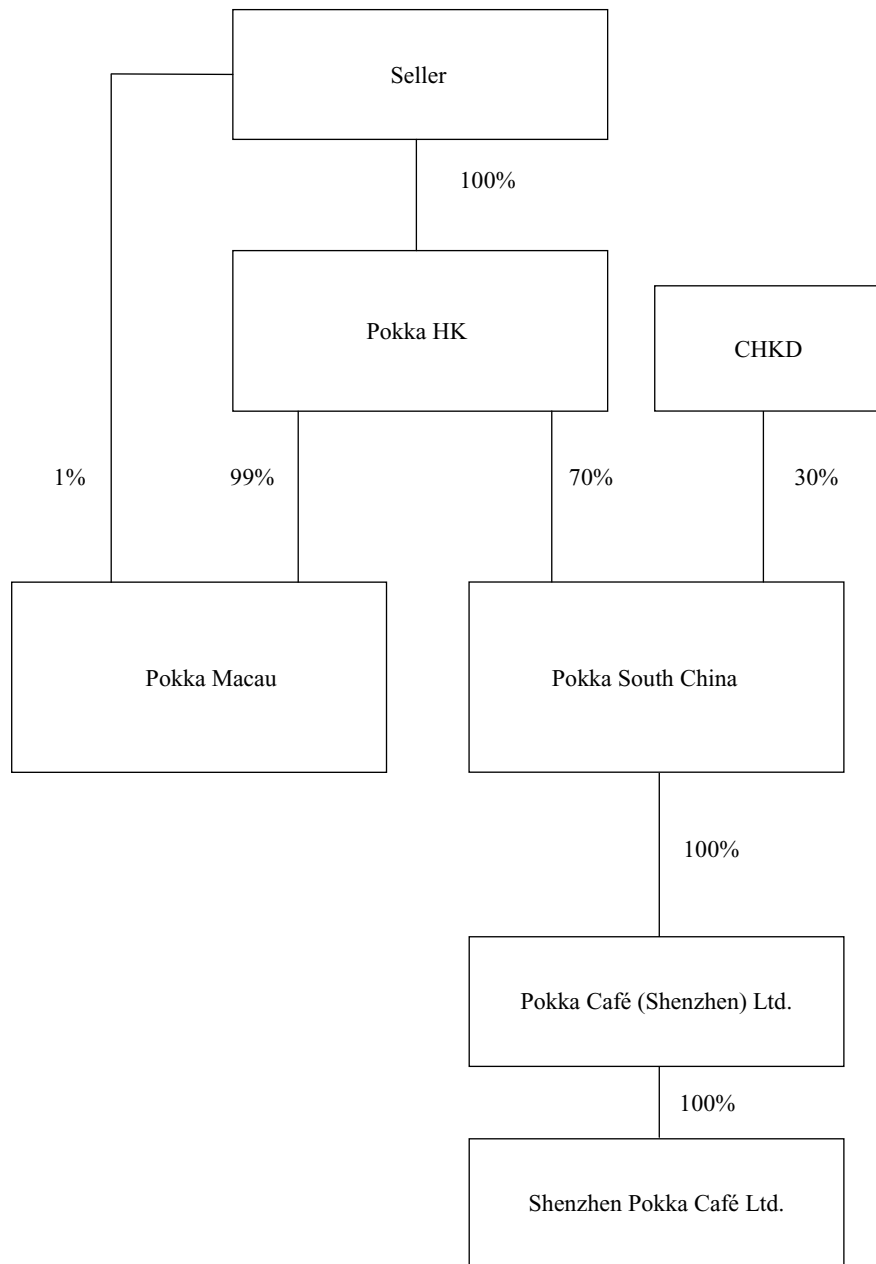 Seller
100%
Pokka HK
CHKD
1%
99%
70%
30%
Pokka Macau
Pokka South China
100%
Pokka Café (Shenzhen) Ltd.
100%
Shenzhen Pokka Café Ltd.